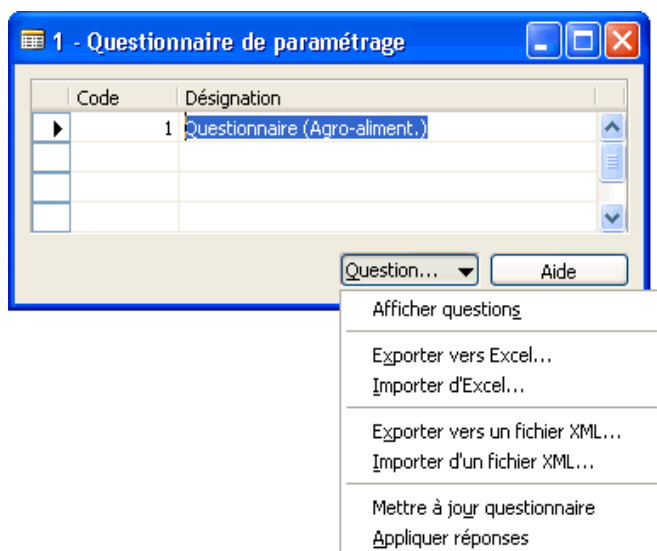 1 - Questionnaire de paramétrage
Code Désignation
1 Questionnaire (Agro-aliment.)
Question... Aide
Afficher questions
Exporter vers Excel...
Importer d'Excel...
Exporter vers un fichier XML...
Importer d'un fichier XML...
Mettre à jour questionnaire
Appliquer réponses